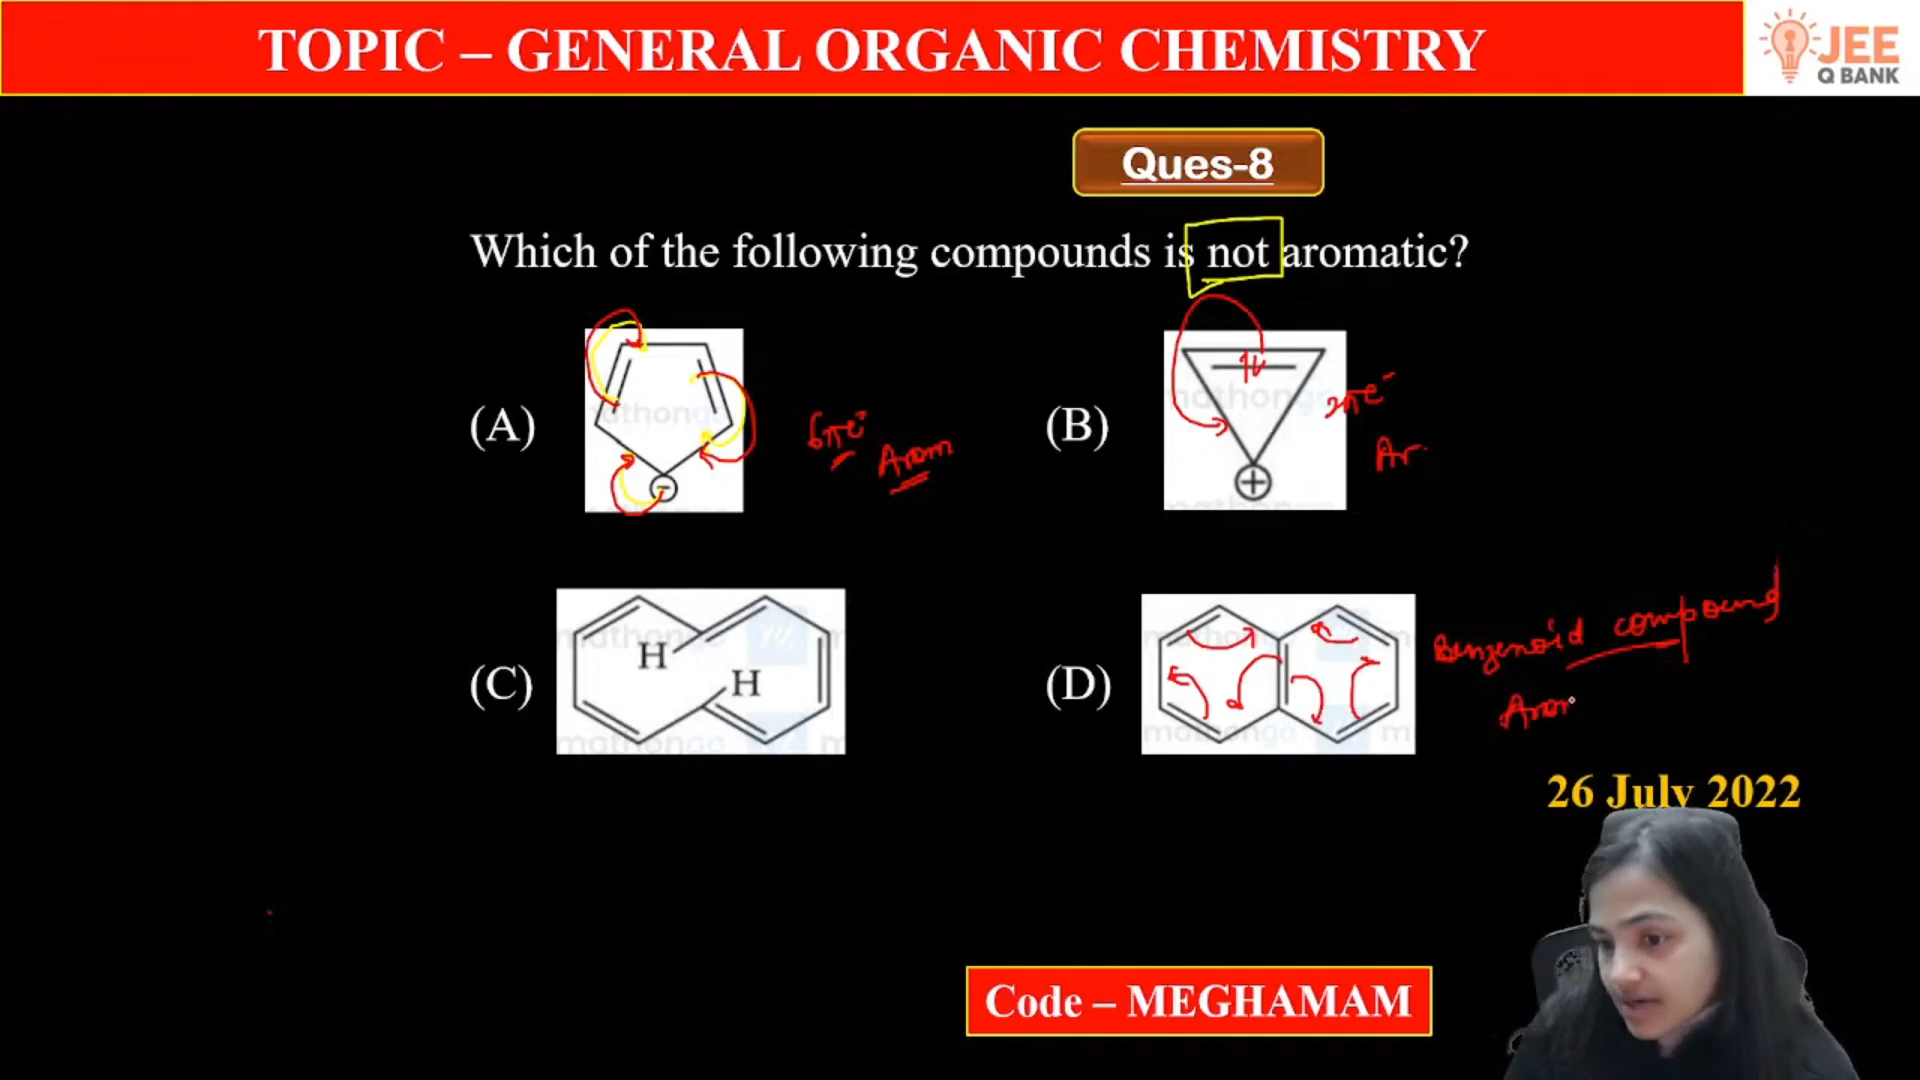 TOPIC – GENERAL ORGANIC CHEMISTRY
JEE
Q BANK
Ques-8
Which of the following compounds is not aromatic?
(A)
6πe⁻
Arom
(B)
2πe⁻
Ar
(C)
H
H
(D)
Benzenoid compound
Arom
26 July 2022
Code – MEGHAMAM